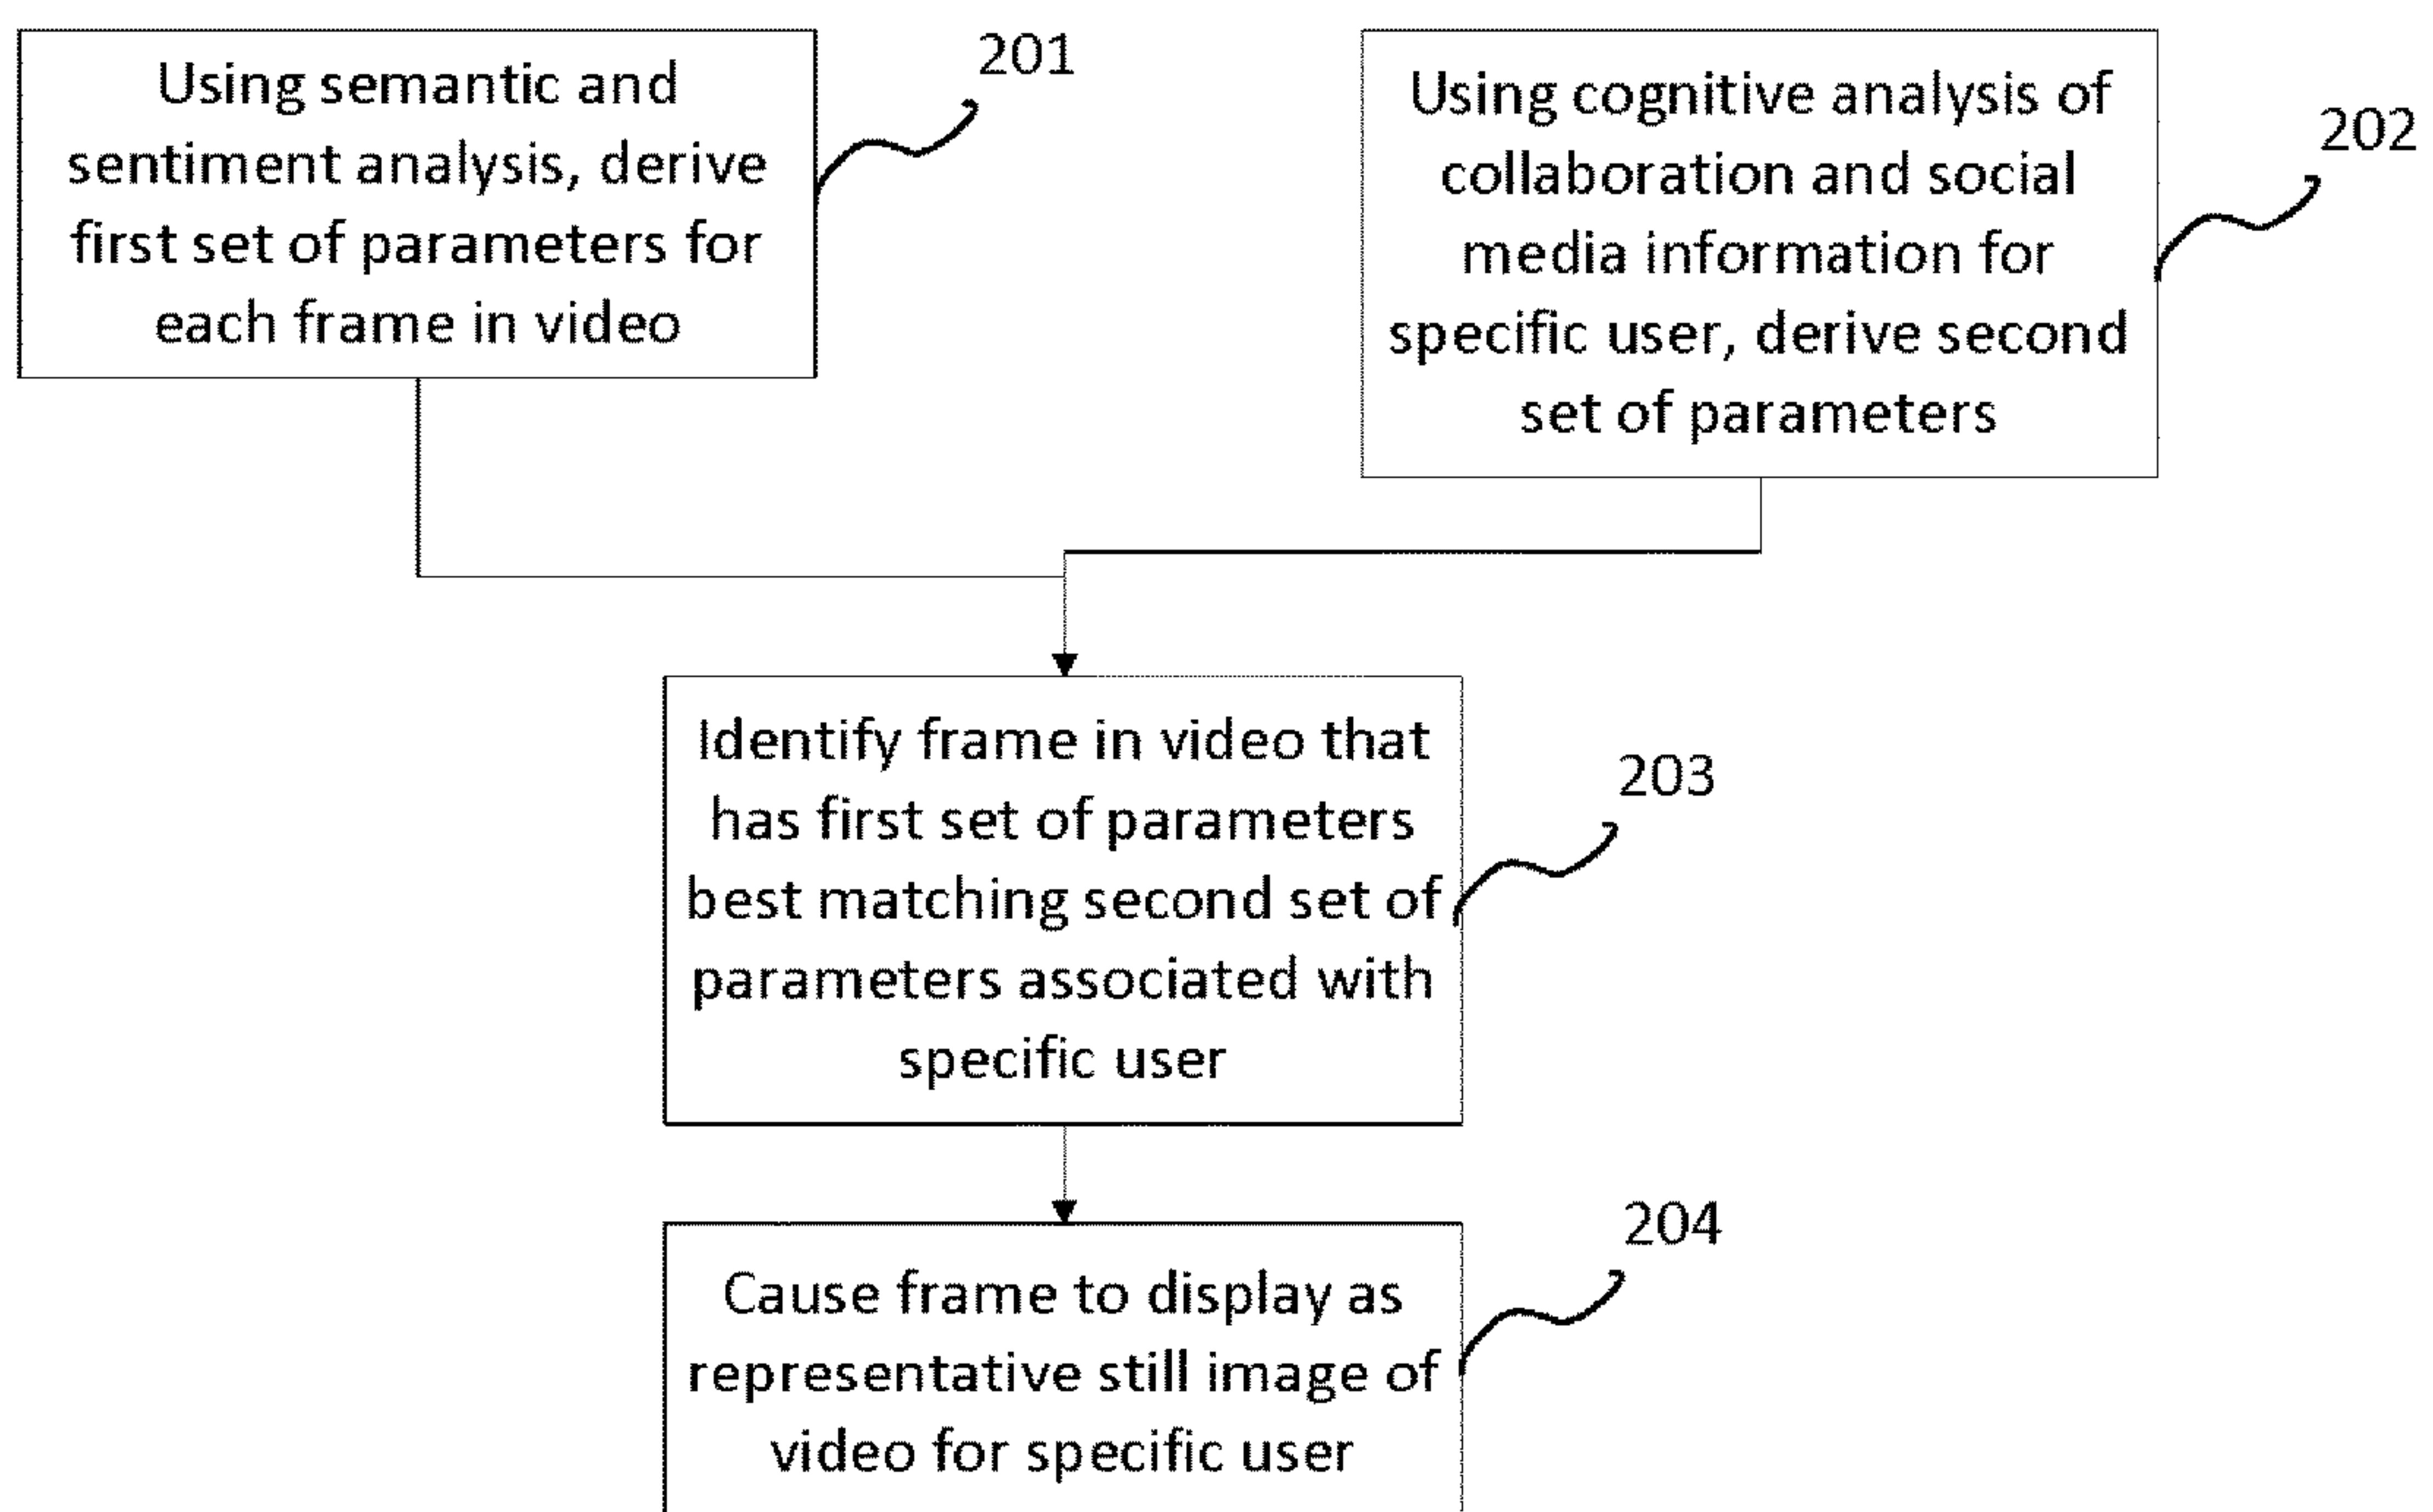 Using semantic and
sentiment analysis, derive
first set of parameters for
each frame in video
201
Using cognitive analysis of
collaboration and social
media information for
specific user, derive second
set of parameters
202
Identify frame in video that
has first set of parameters
best matching second set of
parameters associated with
specific user
203
Cause frame to display as
representative still image of
video for specific user
204